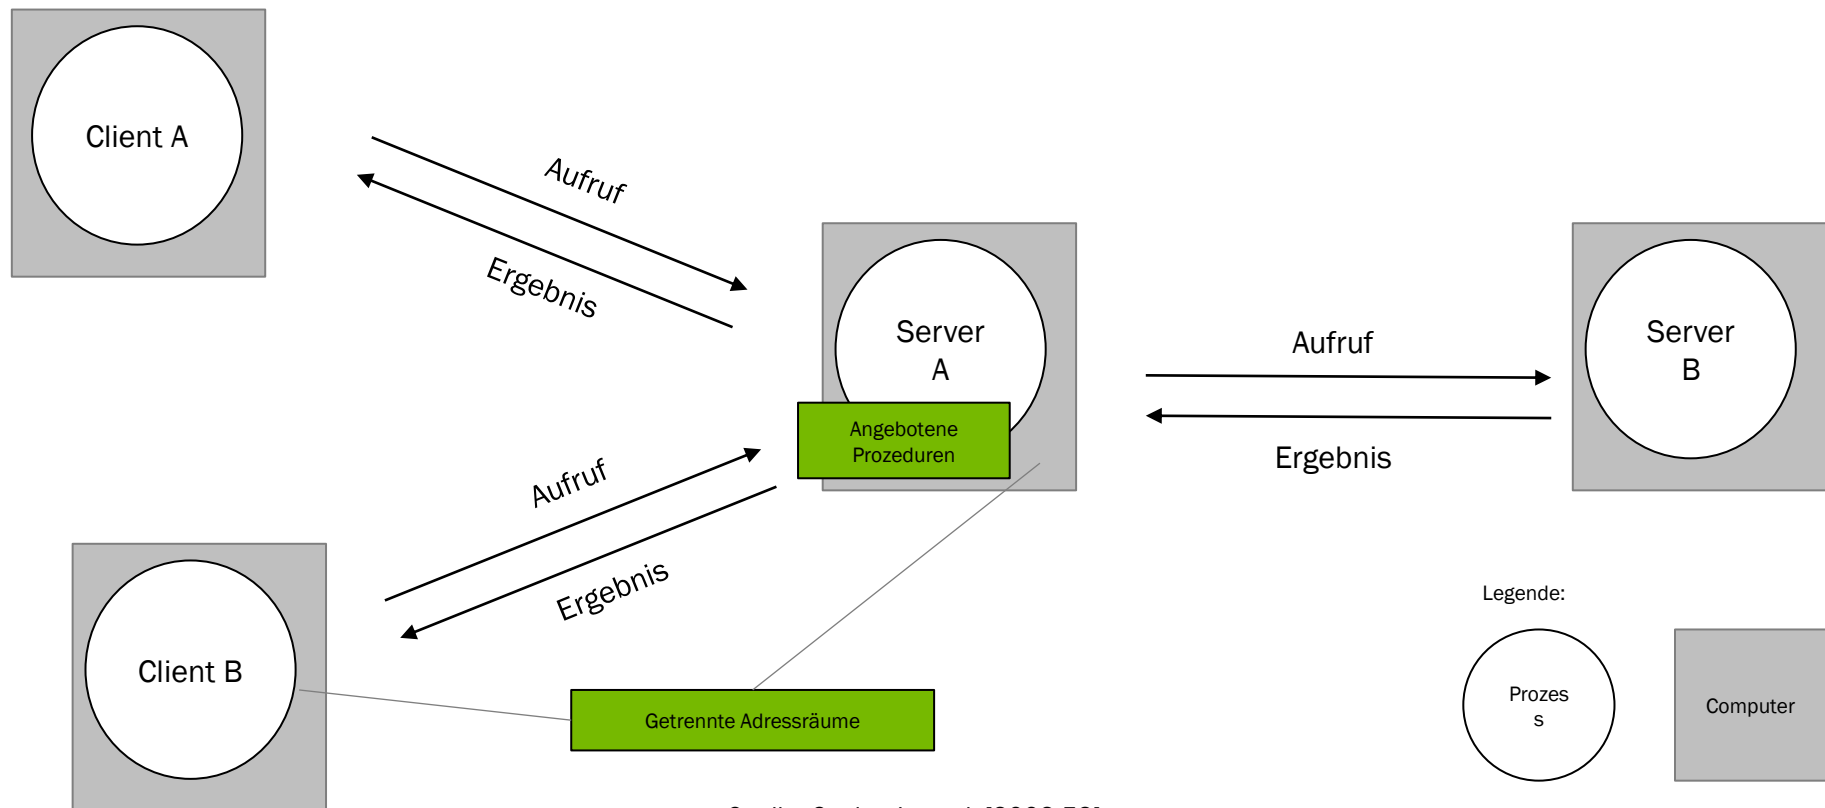 Client A
Aufruf
Ergebnis
Server
A
Angebotene
Prozeduren
Aufruf
Ergebnis
Server
B
Aufruf
Ergebnis
Client B
Getrennte Adressräume
Legende:
Prozes
s
Computer